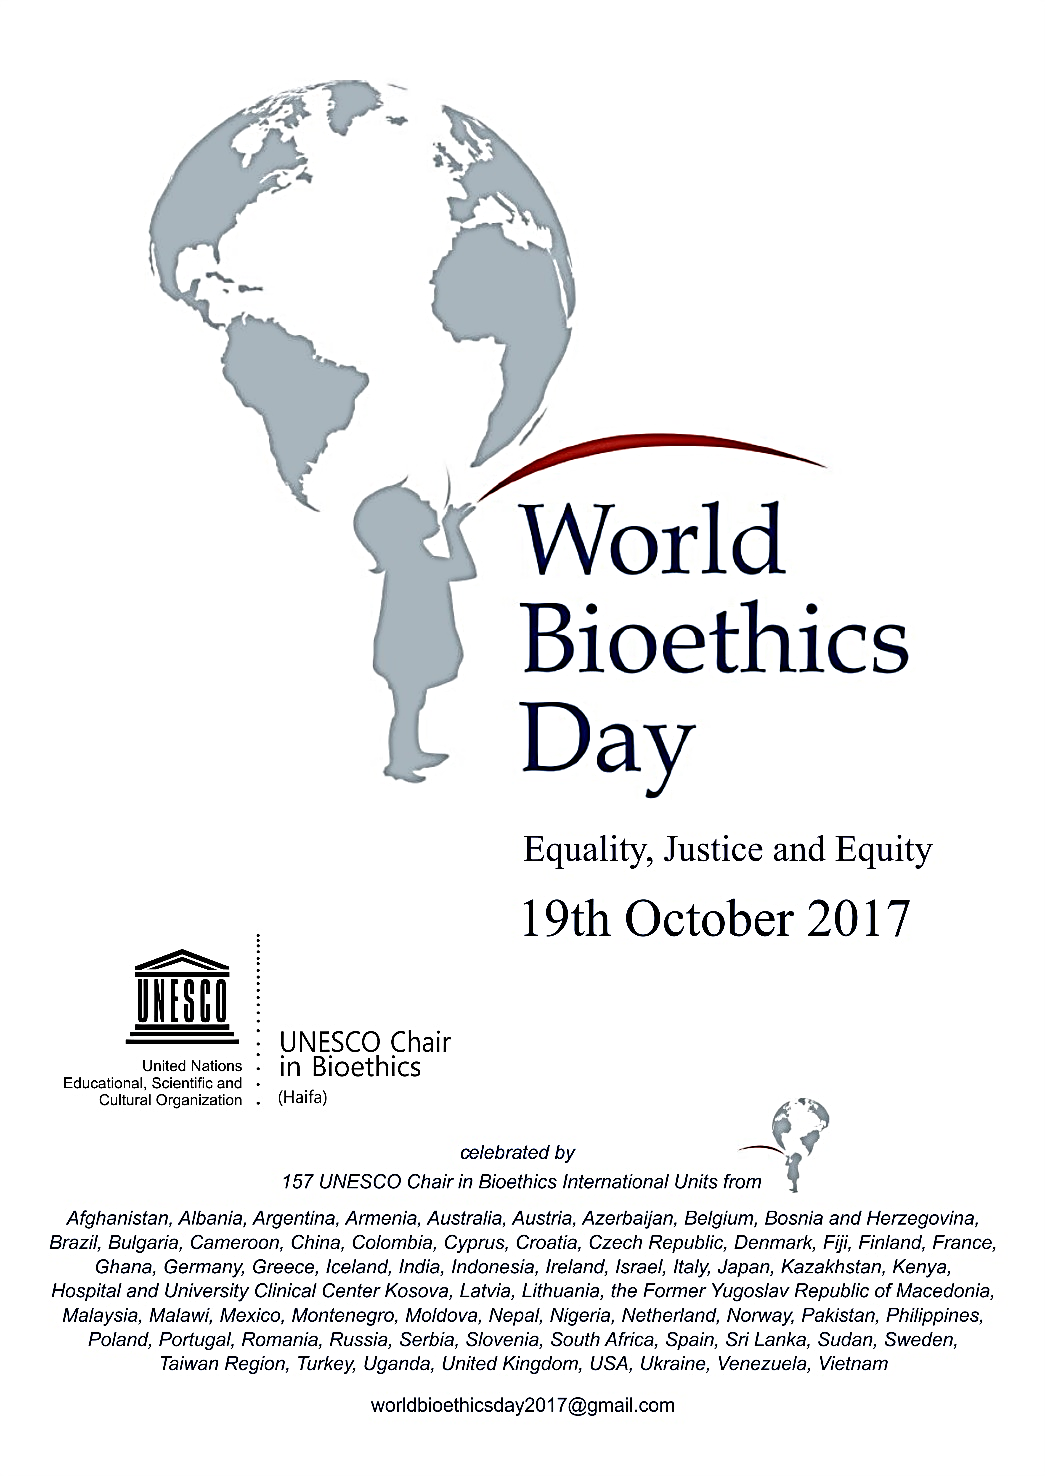 World
Bioethics
Day
Equality, Justice and Equity
19th October 2017
UNESCO
United Nations
Educational, Scientific and
Cultural Organization
UNESCO Chair
in Bioethics
(Haifa)
celebrated by
157 UNESCO Chair in Bioethics International Units from
Afghanistan, Albania, Argentina, Armenia, Australia, Austria, Azerbaijan, Belgium, Bosnia and Herzegovina,
Brazil, Bulgaria, Cameroon, China, Colombia, Cyprus, Croatia, Czech Republic, Denmark, Fiji, Finland, France,
Ghana, Germany, Greece, Iceland, India, Indonesia, Ireland, Israel, Italy, Japan, Kazakhstan, Kenya,
Hospital and University Clinical Center Kosova, Latvia, Lithuania, the Former Yugoslav Republic of Macedonia,
Malaysia, Malawi, Mexico, Montenegro, Moldova, Nepal, Nigeria, Netherland, Norway, Pakistan, Philippines,
Poland, Portugal, Romania, Russia, Serbia, Slovenia, South Africa, Spain, Sri Lanka, Sudan, Sweden,
Taiwan Region, Turkey, Uganda, United Kingdom, USA, Ukraine, Venezuela, Vietnam
worldbioethicsday2017@gmail.com